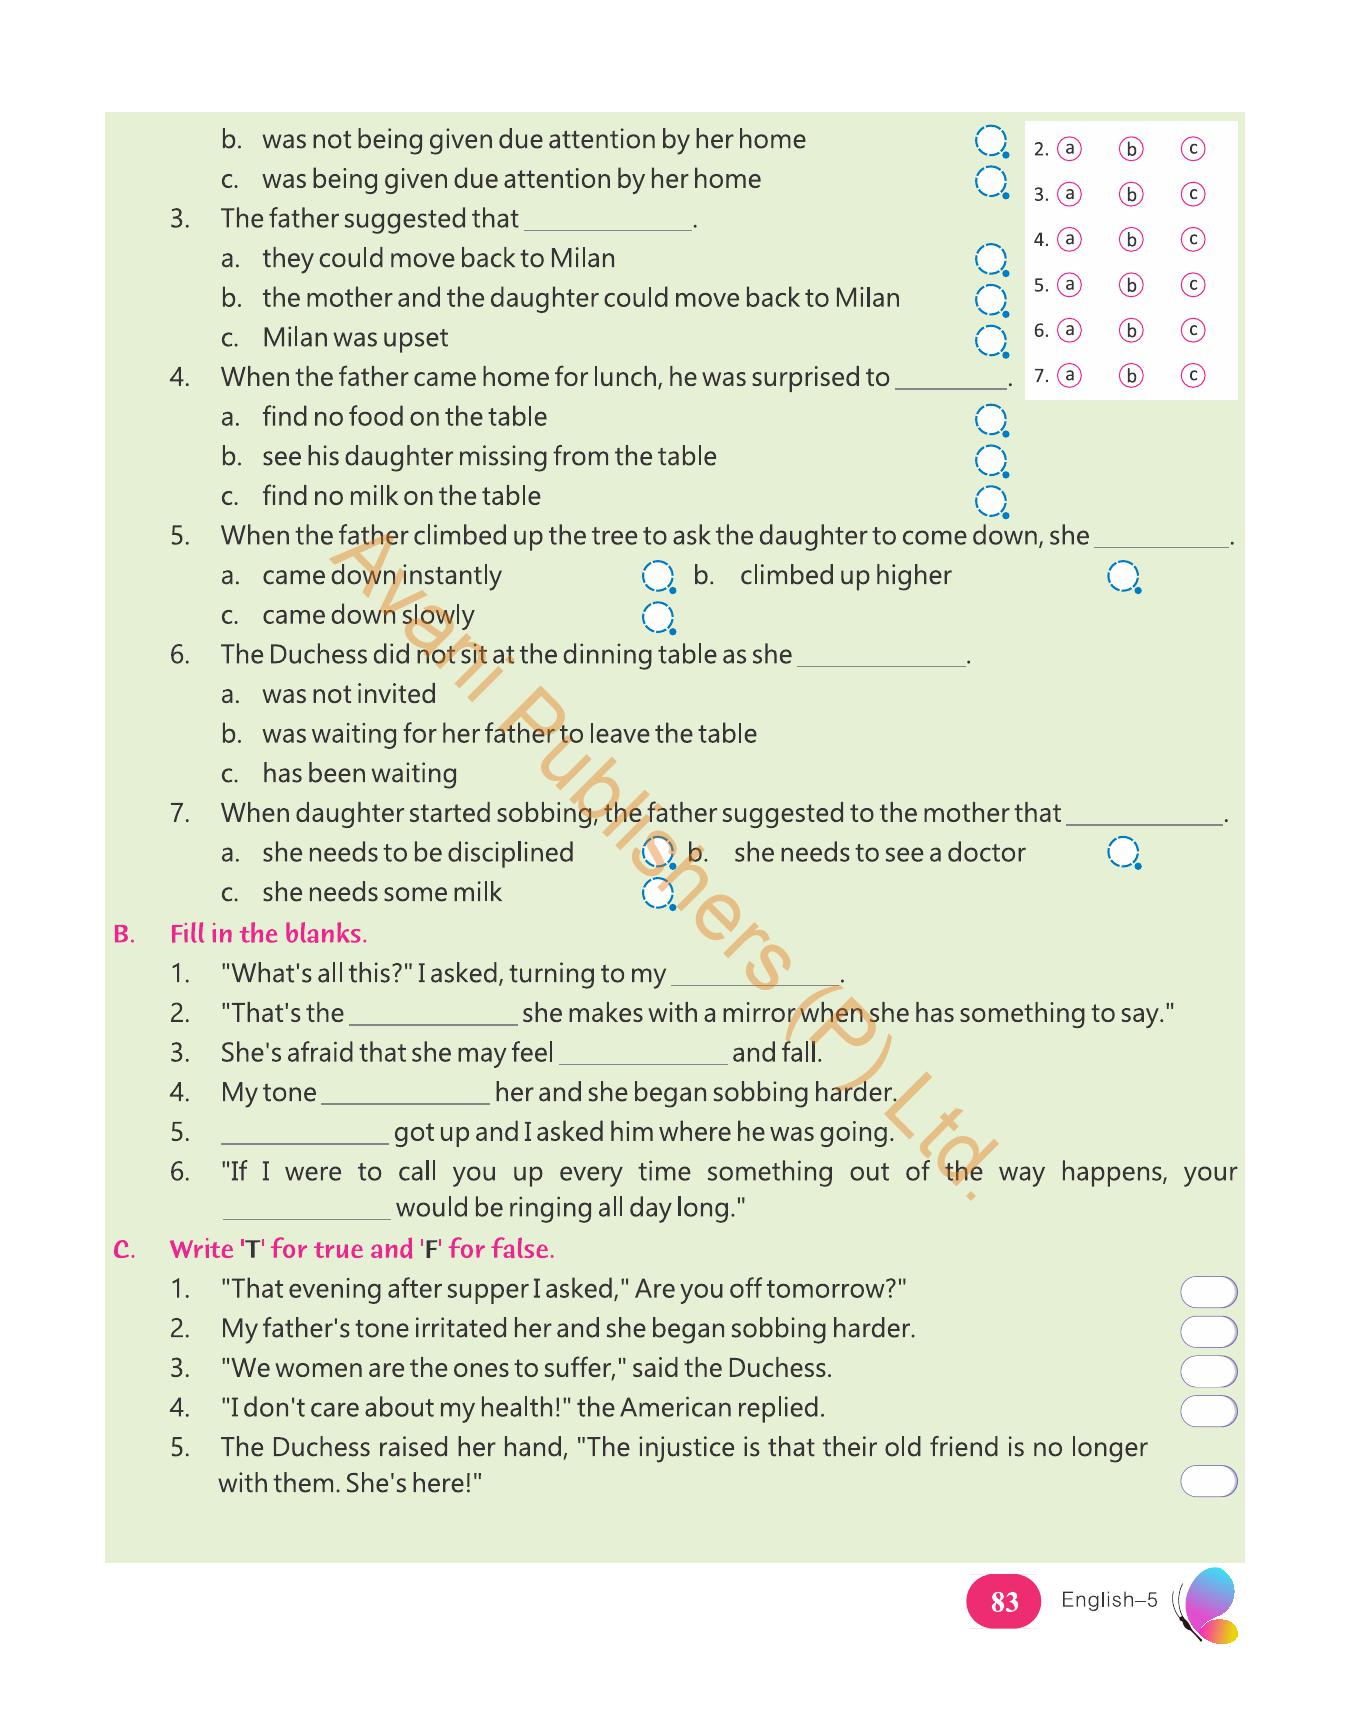 b. was not being given due attention by her home
c. was being given due attention by her home
2. a b c
3. a b c
4. a b c
5. a b c
6. a b c
7. a b c
3. The father suggested that ____________.
a. they could move back to Milan
b. the mother and the daughter could move back to Milan
c. Milan was upset
4. When the father came home for lunch, he was surprised to ________.
a. find no food on the table
b. see his daughter missing from the table
c. find no milk on the table
5. When the father climbed up the tree to ask the daughter to come down, she __________.
a. came down instantly b. climbed up higher
c. came down slowly
6. The Duchess did not sit at the dinning table as she ____________.
a. was not invited
b. was waiting for her father to leave the table
c. has been waiting
7. When daughter started sobbing, the father suggested to the mother that ___________.
a. she needs to be disciplined b. she needs to see a doctor
c. she needs some milk
B. Fill in the blanks.
1. "What's all this?" I asked, turning to my ____________.
2. "That's the ____________ she makes with a mirror when she has something to say."
3. She's afraid that she may feel ____________ and fall.
4. My tone ____________ her and she began sobbing harder.
5. ____________ got up and I asked him where he was going.
6. "If I were to call you up every time something out of the way happens, your
____________ would be ringing all day long."
C. Write 'T' for true and 'F' for false.
1. "That evening after supper I asked," Are you off tomorrow?"
2. My father's tone irritated her and she began sobbing harder.
3. "We women are the ones to suffer," said the Duchess.
4. "I don't care about my health!" the American replied.
5. The Duchess raised her hand, "The injustice is that their old friend is no longer
with them. She's here!"
Avani Publishers (P) Ltd.
83 English–5